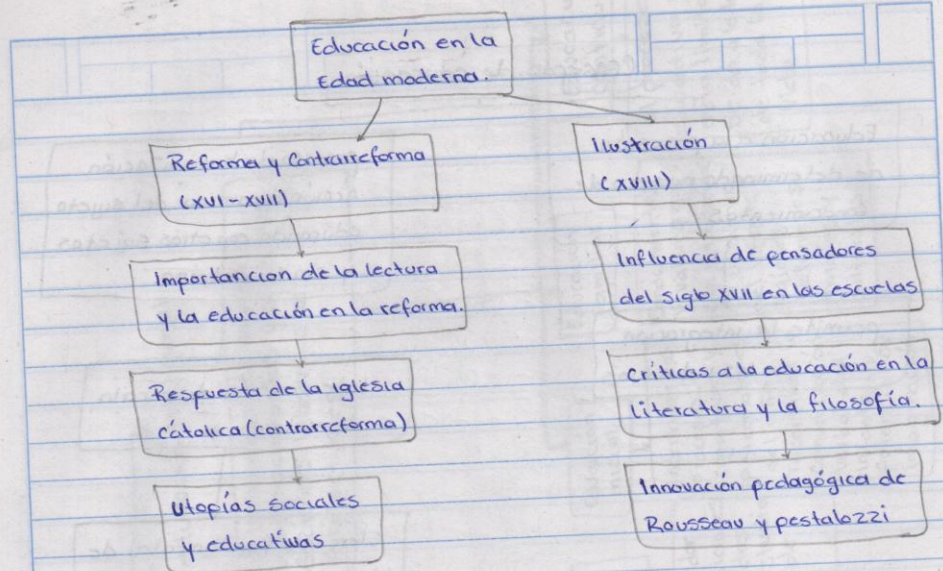 Educación en la
Edad moderna.
Reforma y Contrarreforma
(XVI-XVII)
Importancion de la lectura
y la educación en la reforma.
Respuesta de la iglesia
cátolica (contrarreforma)
Utopías sociales
y educativas
Ilustración
(XVIII)
Influencia de pensadores
del siglo XVII en las escuelas
críticas a la educación en la
literatura y la filosofía.
Innovación pedagógica de
Rousseau y pestalozzi